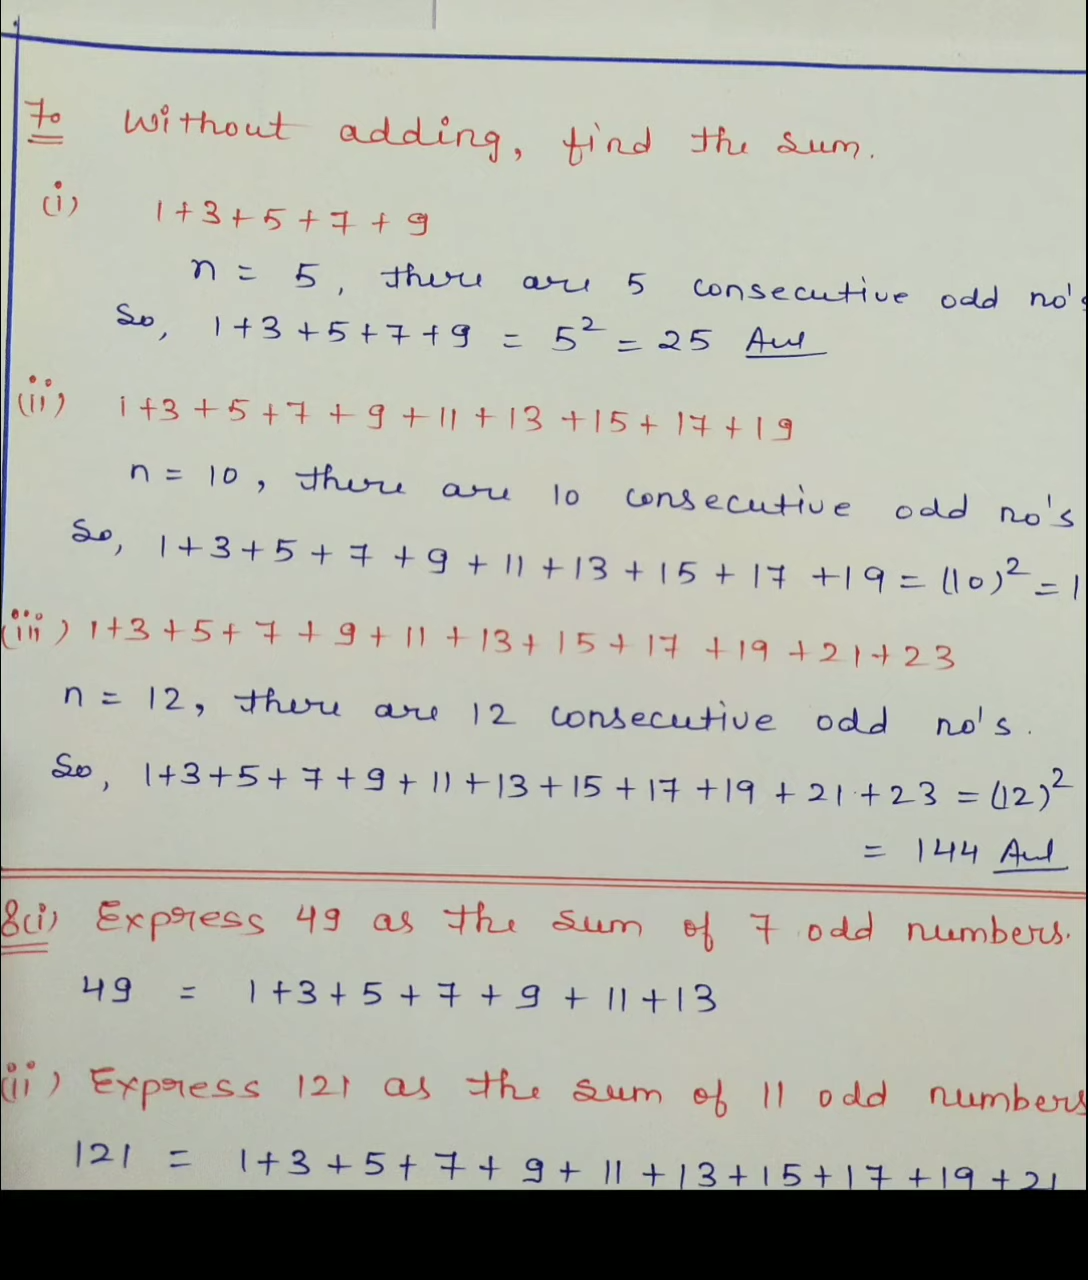 7. Without adding, find the sum.
(i) 1+3+5+7+9
n = 5, there are 5 consecutive odd no's
So, 1+3+5+7+9 = 5² = 25 Ans
(ii) 1+3+5+7+9+11+13+15+17+19
n = 10, there are 10 consecutive odd no's
So, 1+3+5+7+9+11+13+15+17+19 = (10)² = 1
(iii) 1+3+5+7+9+11+13+15+17+19+21+23
n = 12, there are 12 consecutive odd no's.
So, 1+3+5+7+9+11+13+15+17+19+21+23 = (12)²
= 144 Ans
8(i) Express 49 as the sum of 7 odd numbers.
49 = 1+3+5+7+9+11+13
(ii) Express 121 as the sum of 11 odd numbers
121 = 1+3+5+7+9+11+13+15+17+19+21